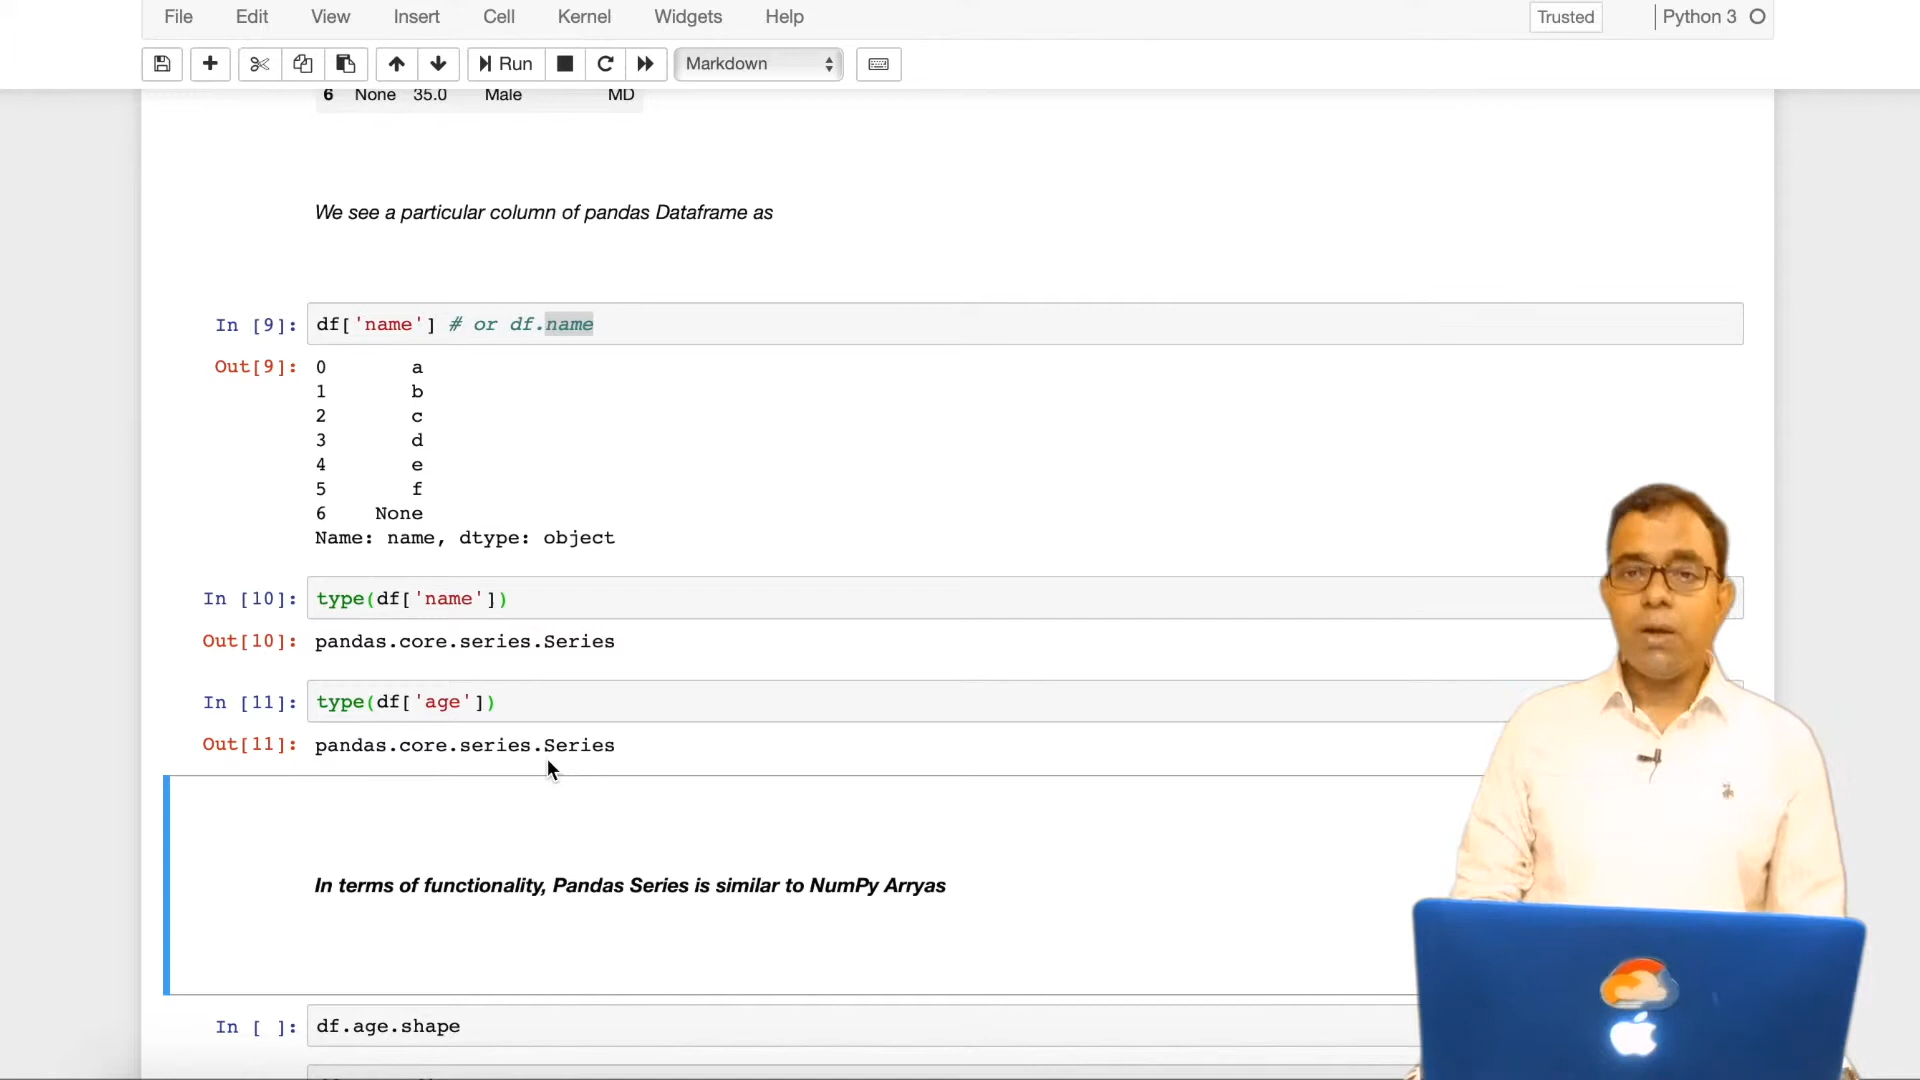 File Edit View Insert Cell Kernel Widgets Help Trusted Python 3
Run Markdown
6 None 35.0 Male MD
We see a particular column of pandas Dataframe as
In [9]: df['name'] # or df.name
Out[9]: 0 a
1 b
2 c
3 d
4 e
5 f
6 None
Name: name, dtype: object
In [10]: type(df['name'])
Out[10]: pandas.core.series.Series
In [11]: type(df['age'])
Out[11]: pandas.core.series.Series
In terms of functionality, Pandas Series is similar to NumPy Arryas
In [ ]: df.age.shape